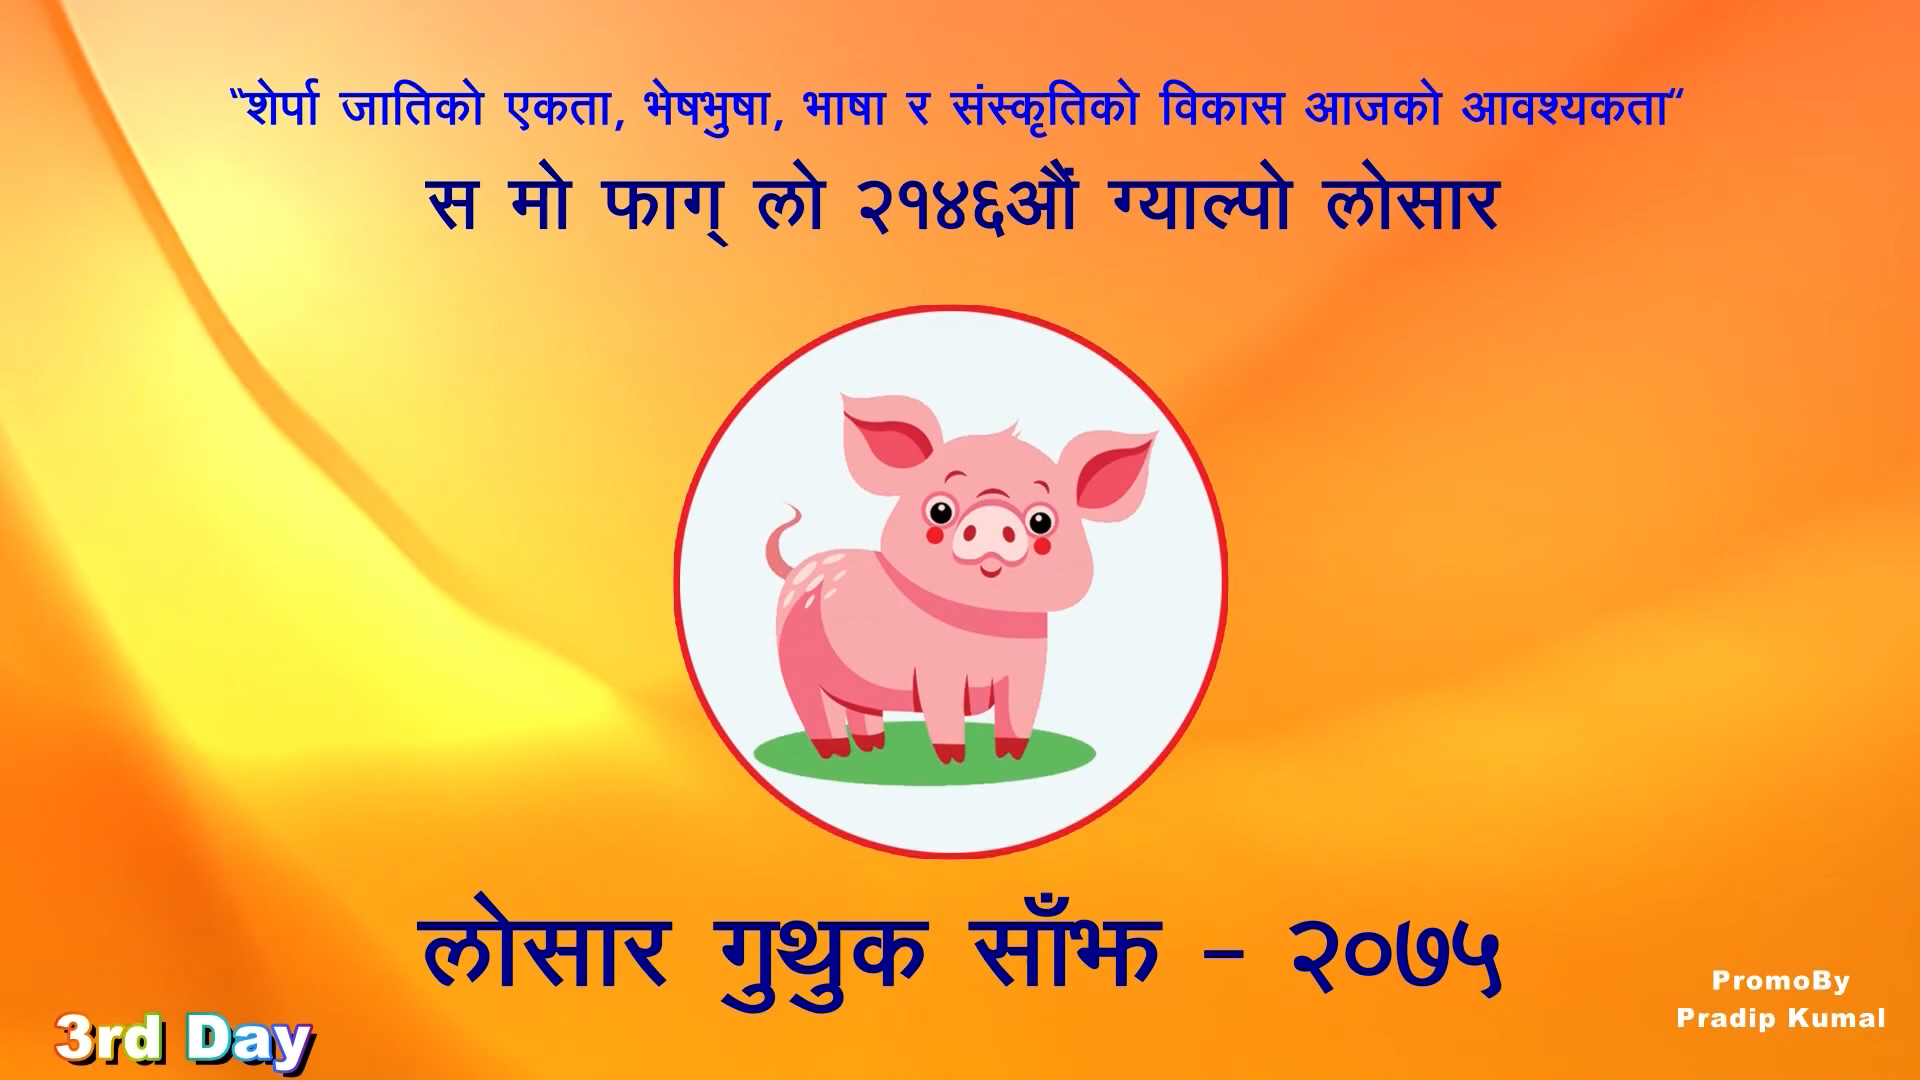 “शेर्पा जातिको एकता, भेषभुषा, भाषा र संस्कृतिको विकास आजको आवश्यकता“
स मो फाग् लो २१४६औं ग्याल्पो लोसार
लोसार गुथुक साँझ – २०७५
PromoBy
Pradip Kumal
3rd Day